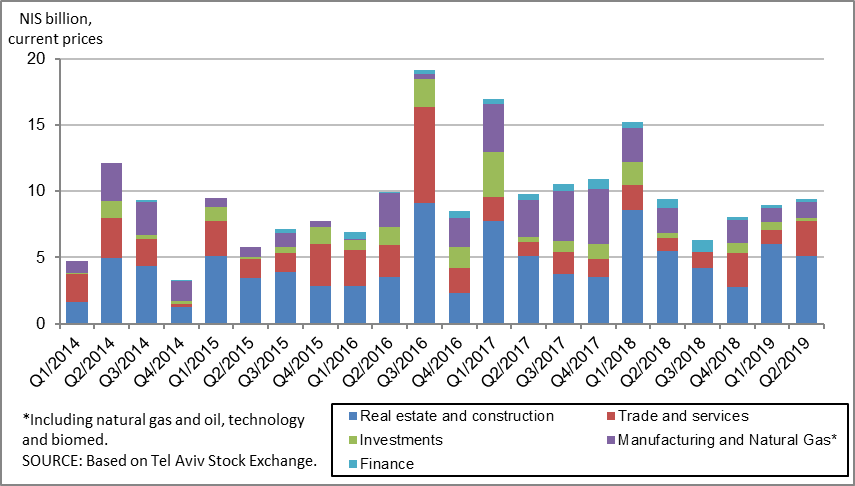 NIS billion,
current prices
20
15
10
5
0
Q1/2014
Q2/2014
Q3/2014
Q4/2014
Q1/2015
Q2/2015
Q3/2015
Q4/2015
Q1/2016
Q2/2016
Q3/2016
Q4/2016
Q1/2017
Q2/2017
Q3/2017
Q4/2017
Q1/2018
Q2/2018
Q3/2018
Q4/2018
Q1/2019
Q2/2019
*Including natural gas and oil, technology
and biomed.
SOURCE: Based on Tel Aviv Stock Exchange.
Real estate and construction
Trade and services
Investments
Manufacturing and Natural Gas*
Finance